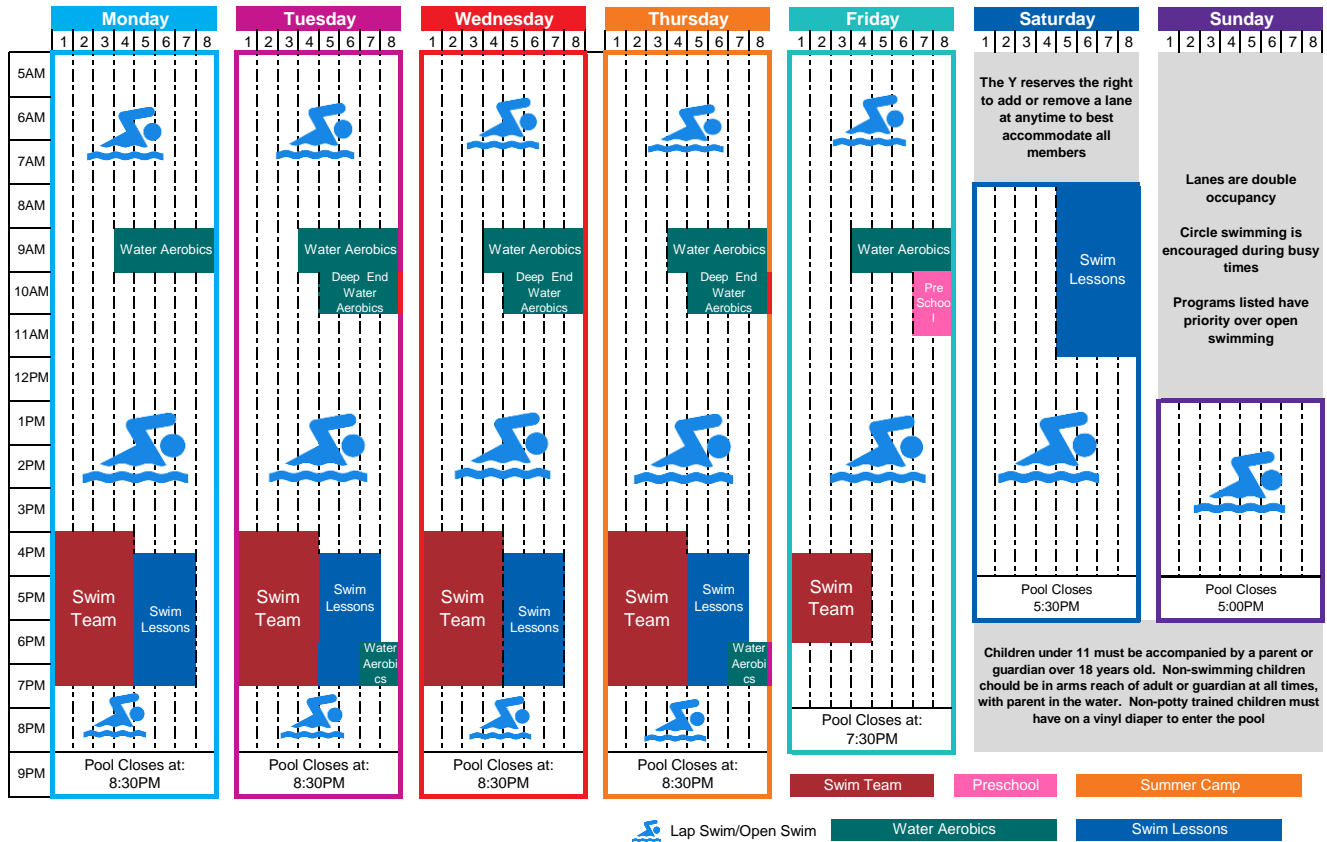 Monday Tuesday Wednesday Thursday Friday Saturday Sunday
1 2 3 4 5 6 7 8 1 2 3 4 5 6 7 8 1 2 3 4 5 6 7 8 1 2 3 4 5 6 7 8 1 2 3 4 5 6 7 8 1 2 3 4 5 6 7 8 1 2 3 4 5 6 7 8
5AM
6AM
7AM
8AM
9AM
10AM
11AM
12PM
1PM
2PM
3PM
4PM
5PM
6PM
7PM
8PM
9PM
Water Aerobics
Swim
Team
Swim
Lessons
Pool Closes at:
8:30PM
Water Aerobics
Deep End
Water
Aerobics
Swim
Team
Swim
Lessons
Water
Aerobi
cs
Pool Closes at:
8:30PM
Water Aerobics
Deep End
Water
Aerobics
Swim
Team
Swim
Lessons
Pool Closes at:
8:30PM
Water Aerobics
Deep End
Water
Aerobics
Swim
Team
Swim
Lessons
Water
Aerobi
cs
Pool Closes at:
8:30PM
Water Aerobics
Pre
Schoo
l
Swim
Team
Pool Closes at:
7:30PM
The Y reserves the right
to add or remove a lane
at anytime to best
accommodate all
members
Swim
Lessons
Pool Closes
5:30PM
Lanes are double
occupancy
Circle swimming is
encouraged during busy
times
Programs listed have
priority over open
swimming
Pool Closes
5:00PM
Children under 11 must be accompanied by a parent or
guardian over 18 years old. Non-swimming children
chould be in arms reach of adult or guardian at all times,
with parent in the water. Non-potty trained children must
have on a vinyl diaper to enter the pool
Swim Team
Preschool
Summer Camp
Lap Swim/Open Swim
Water Aerobics
Swim Lessons